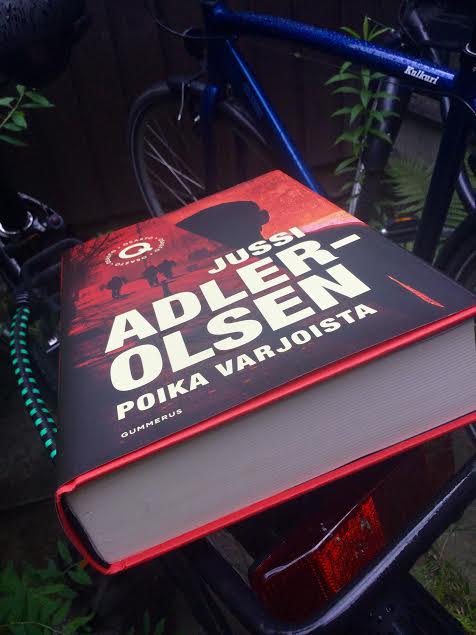 Kulkuri
Q
JUSSI
ADLER-
OLSEN
POIKA VARJOISTA
GUMMERUS